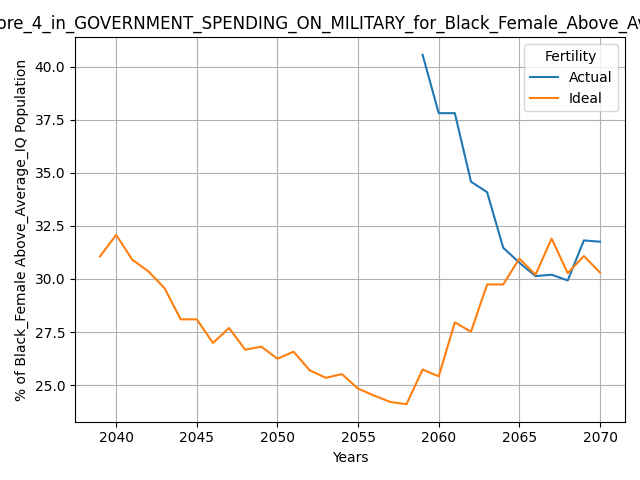 ore_4_in_GOVERNMENT_SPENDING_ON_MILITARY_for_Black_Female_Above_Av
Fertility
Actual
Ideal
% of Black_Female Above_Average_IQ Population
40.0
37.5
35.0
32.5
30.0
27.5
25.0
2040 2045 2050 2055 2060 2065 2070
Years